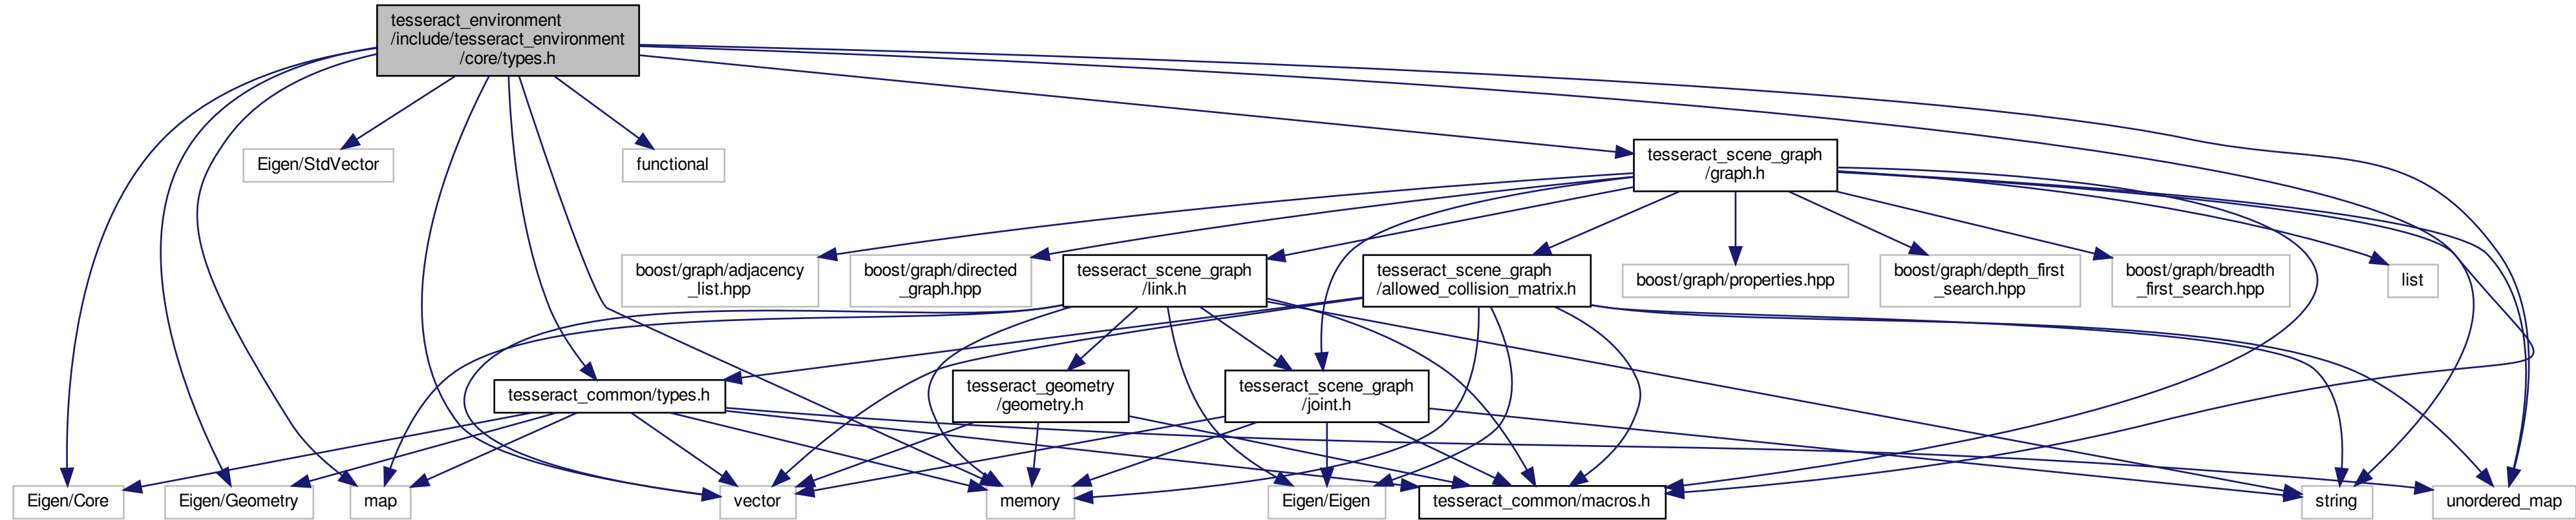 tesseract_environment
/include/tesseract_environment
/core/types.h
Eigen/StdVector
functional
tesseract_scene_graph
/graph.h
boost/graph/adjacency
_list.hpp
boost/graph/directed
_graph.hpp
tesseract_scene_graph
/link.h
tesseract_scene_graph
/allowed_collision_matrix.h
boost/graph/properties.hpp
boost/graph/depth_first
_search.hpp
boost/graph/breadth
_first_search.hpp
list
tesseract_common/types.h
tesseract_geometry
/geometry.h
tesseract_scene_graph
/joint.h
Eigen/Core
Eigen/Geometry
map
vector
memory
Eigen/Eigen
tesseract_common/macros.h
string
unordered_map